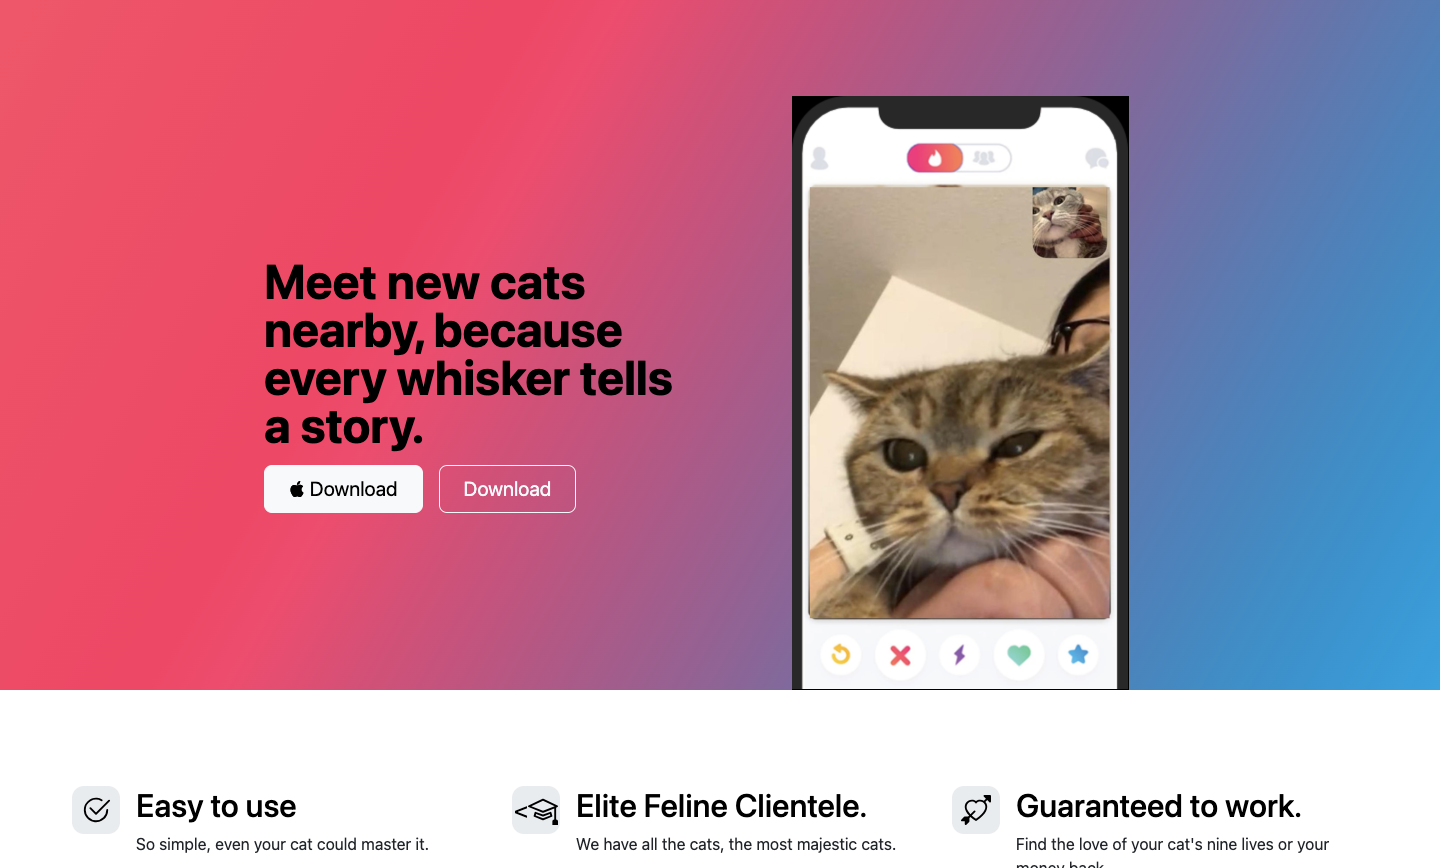 Meet new cats
nearby, because
every whisker tells
a story.
Download
Download
Easy to use
So simple, even your cat could master it.
Elite Feline Clientele.
We have all the cats, the most majestic cats.
Guaranteed to work.
Find the love of your cat's nine lives or your
money back.